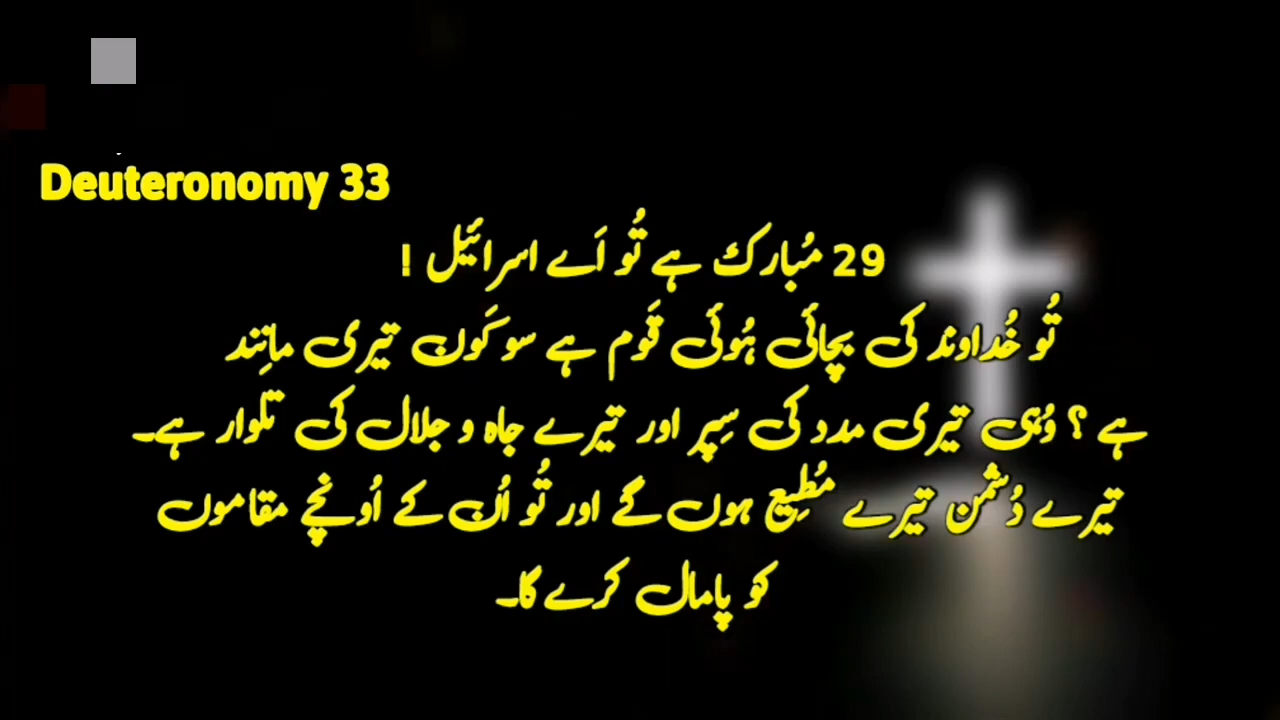 Deuteronomy 33
29 مُبارک ہے تُو اَے اسرائیل !
تُو خُداوند کی بچائی ہُوئی قَوم ہے سو کَون تیری مانِند
ہے ؟ وُہی تیری مدد کی سِپر اور تیرے جاہ و جلال کی تلوار ہے۔
تیرے دُشمن تیرے مُطِیع ہوں گے اور تُو اُن کے اُونچے مقاموں
کو پامال کرے گا۔